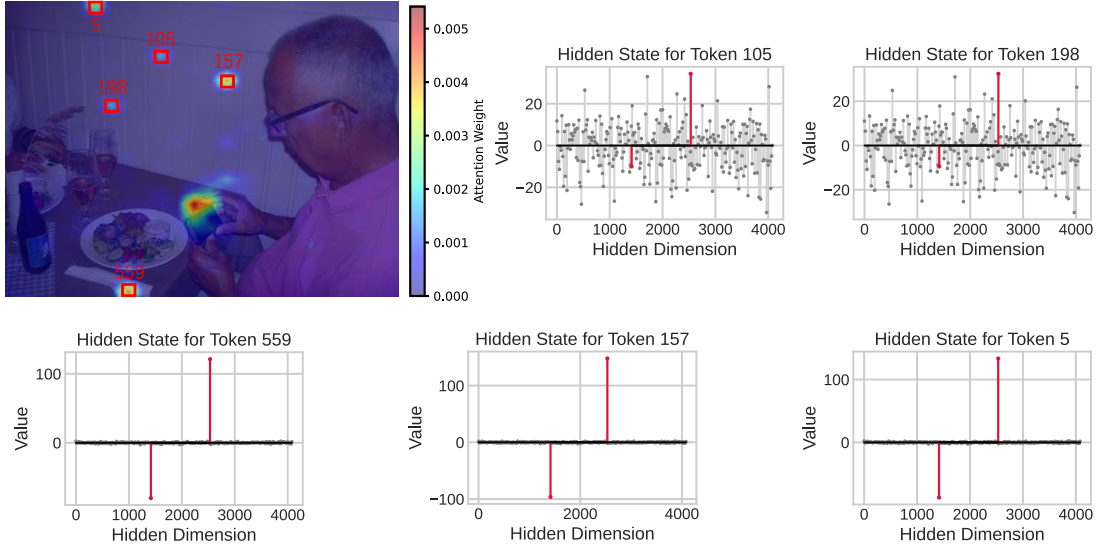 5
105
157
198
559
0.005
0.004
0.003
0.002
0.001
0.000
Attention Weight
Hidden State for Token 105
20
0
−20
Value
0 1000 2000 3000 4000
Hidden Dimension
Hidden State for Token 198
20
0
−20
Value
0 1000 2000 3000 4000
Hidden Dimension
Hidden State for Token 559
100
0
Value
0 1000 2000 3000 4000
Hidden Dimension
Hidden State for Token 157
100
0
−100
Value
0 2000 4000
Hidden Dimension
Hidden State for Token 5
100
0
Value
0 1000 2000 3000 4000
Hidden Dimension